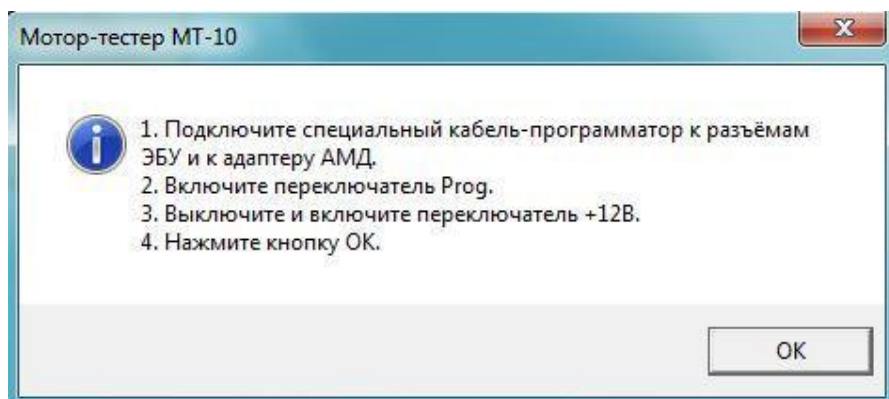 Мотор-тестер МТ-10
1. Подключите специальный кабель-программатор к разъёмам
ЭБУ и к адаптеру АМД.
2. Включите переключатель Prog.
3. Выключите и включите переключатель +12В.
4. Нажмите кнопку ОК.
ОК